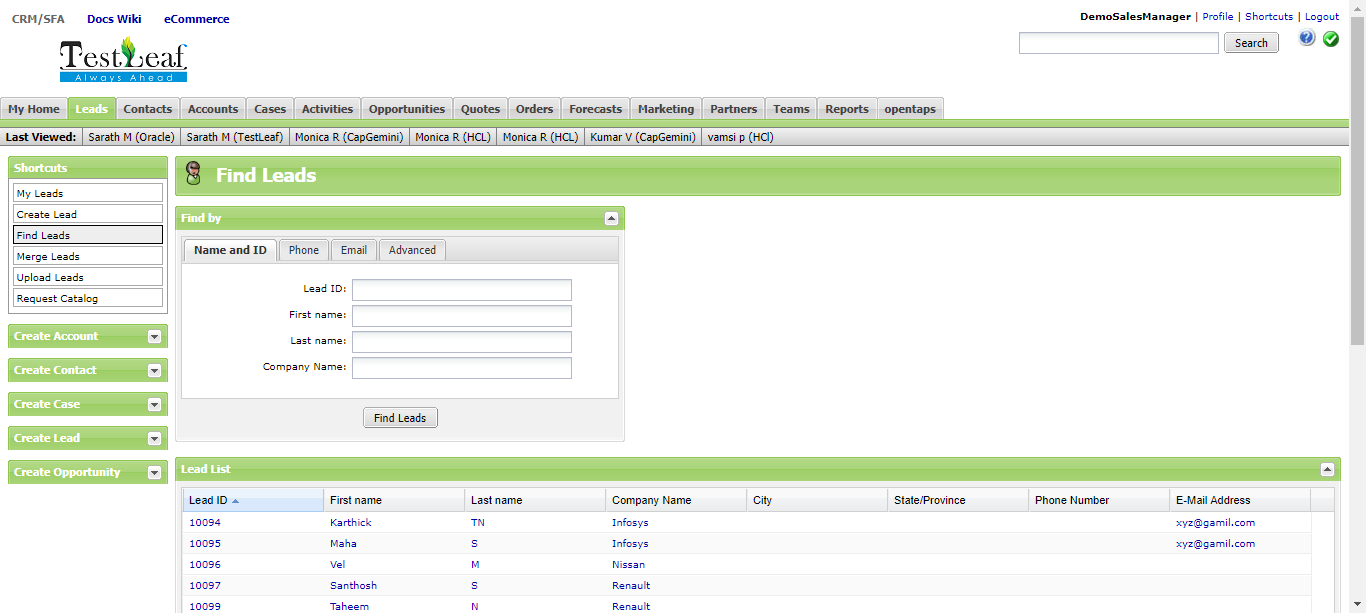 CRM/SFA Docs Wiki eCommerce
DemoSalesManager | Profile | Shortcuts | Logout
Search
TestLeaf
Always Ahead
My Home Leads Contacts Accounts Cases Activities Opportunities Quotes Orders Forecasts Marketing Partners Teams Reports opentaps
Last Viewed: Sarath M (Oracle) Sarath M (TestLeaf) Monica R (CapGemini) Monica R (HCL) Monica R (HCL) Kumar V (CapGemini) vamsi p (HCl)
Shortcuts
My Leads
Create Lead
Find Leads
Merge Leads
Upload Leads
Request Catalog
Create Account
Create Contact
Create Case
Create Lead
Create Opportunity
Find Leads
Find by
Name and ID Phone Email Advanced
Lead ID:
First name:
Last name:
Company Name:
Find Leads
Lead List
Lead ID First name Last name Company Name City State/Province Phone Number E-Mail Address
10094 Karthick TN Infosys xyz@gamil.com
10095 Maha S Infosys xyz@gamil.com
10096 Vel M Nissan
10097 Santhosh S Renault
10099 Taheem N Renault